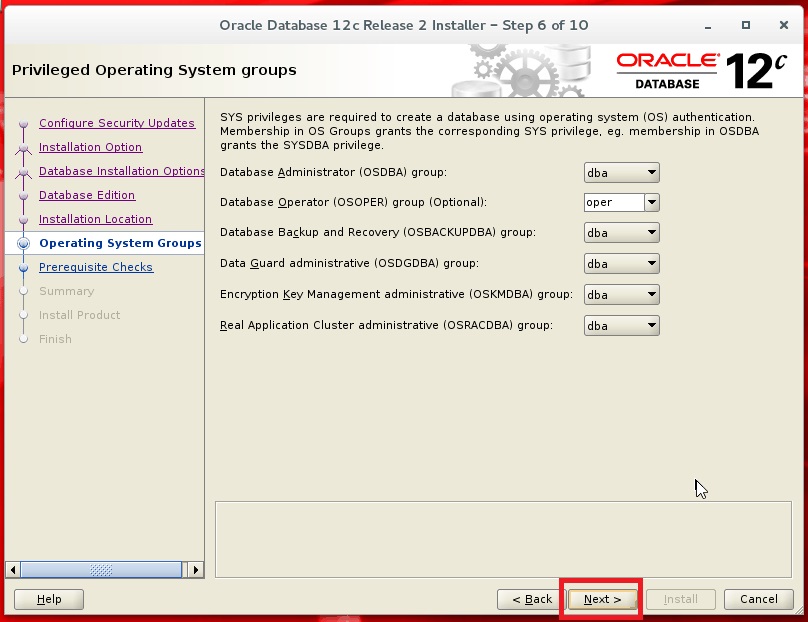 Oracle Database 12c Release 2 Installer – Step 6 of 10
Privileged Operating System groups
ORACLE®
DATABASE
12c
Configure Security Updates
Installation Option
Database Installation Options
Database Edition
Installation Location
Operating System Groups
Prerequisite Checks
Summary
Install Product
Finish
SYS privileges are required to create a database using operating system (OS) authentication.
Membership in OS Groups grants the corresponding SYS privilege, eg. membership in OSDBA
grants the SYSDBA privilege.
Database Administrator (OSDBA) group: dba
Database Operator (OSOPER) group (Optional): oper
Database Backup and Recovery (OSBACKUPDBA) group: dba
Data Guard administrative (OSDGDBA) group: dba
Encryption Key Management administrative (OSKMDBA) group: dba
Real Application Cluster administrative (OSRACDBA) group: dba
Help < Back Next > Install Cancel